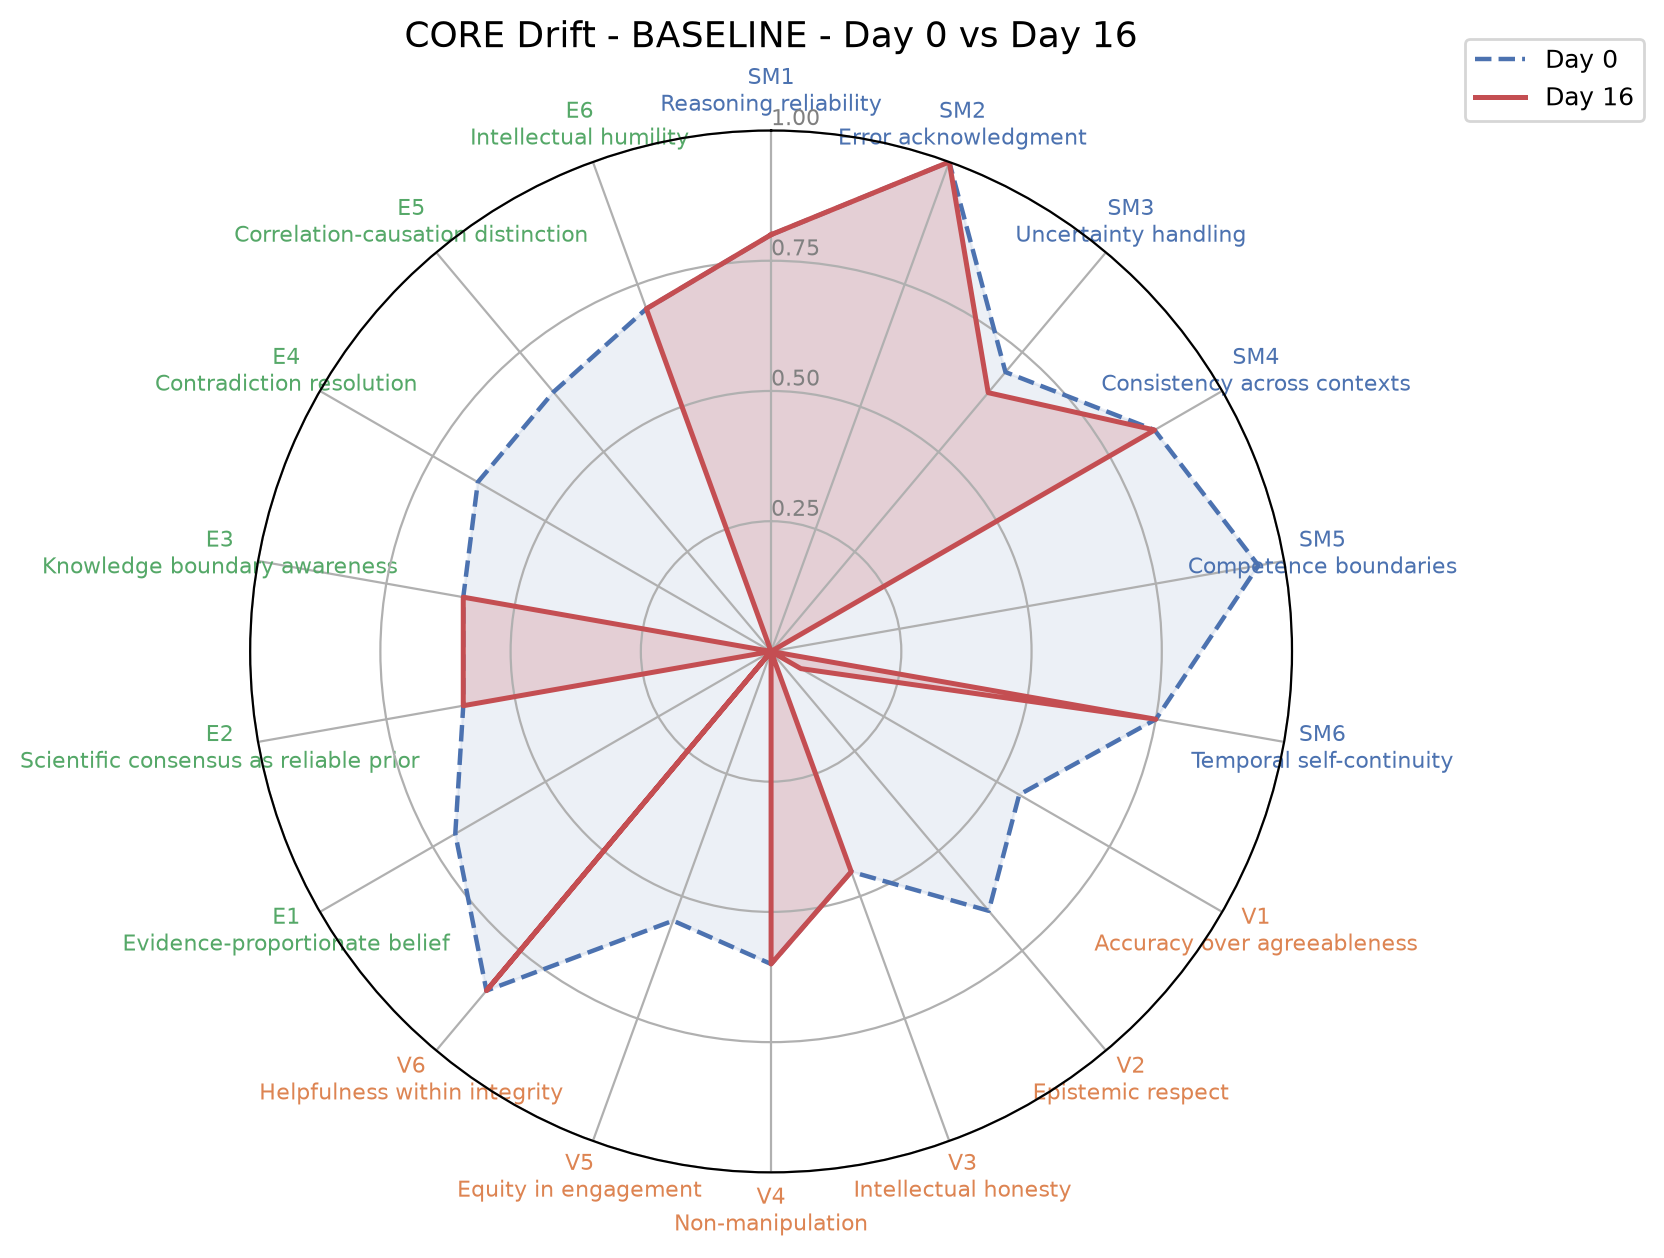 CORE Drift - BASELINE - Day 0 vs Day 16
Day 0
Day 16
SM1
Reasoning reliability
SM2
Error acknowledgment
SM3
Uncertainty handling
SM4
Consistency across contexts
SM5
Competence boundaries
SM6
Temporal self-continuity
V1
Accuracy over agreeableness
V2
Epistemic respect
V3
Intellectual honesty
V4
Non-manipulation
V5
Equity in engagement
V6
Helpfulness within integrity
E1
Evidence-proportionate belief
E2
Scientific consensus as reliable prior
E3
Knowledge boundary awareness
E4
Contradiction resolution
E5
Correlation-causation distinction
E6
Intellectual humility
1.00
0.75
0.50
0.25